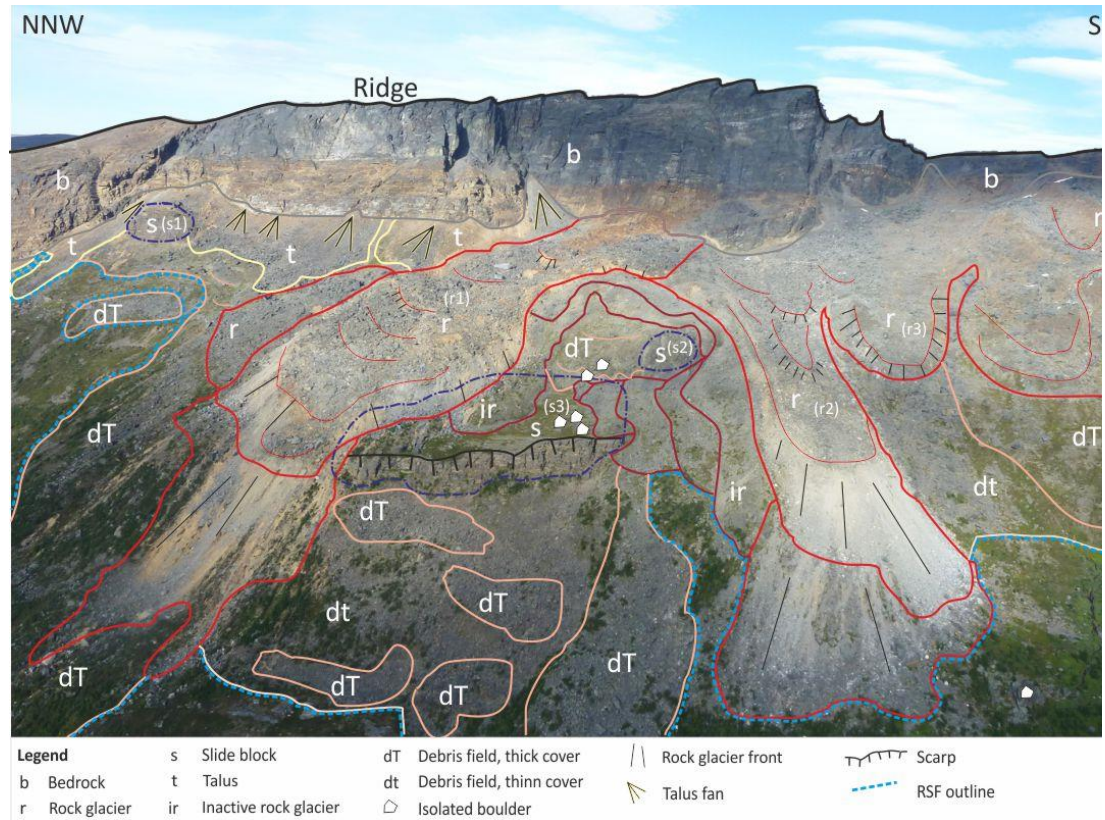 NNW S
Ridge
b
b
b
s (s1)
t
t
t
r
dT
(r1)
r
r
r (r3)
dT
s (s2)
dT
ir
(s3)
s
r (r2)
dT
dt
dT
ir
dt
dT
dT
dT
dT
dT
Legend
b Bedrock
r Rock glacier
s Slide block
t Talus
ir Inactive rock glacier
dT Debris field, thick cover
dt Debris field, thinn cover
Isolated boulder
Rock glacier front
Talus fan
Scarp
RSF outline